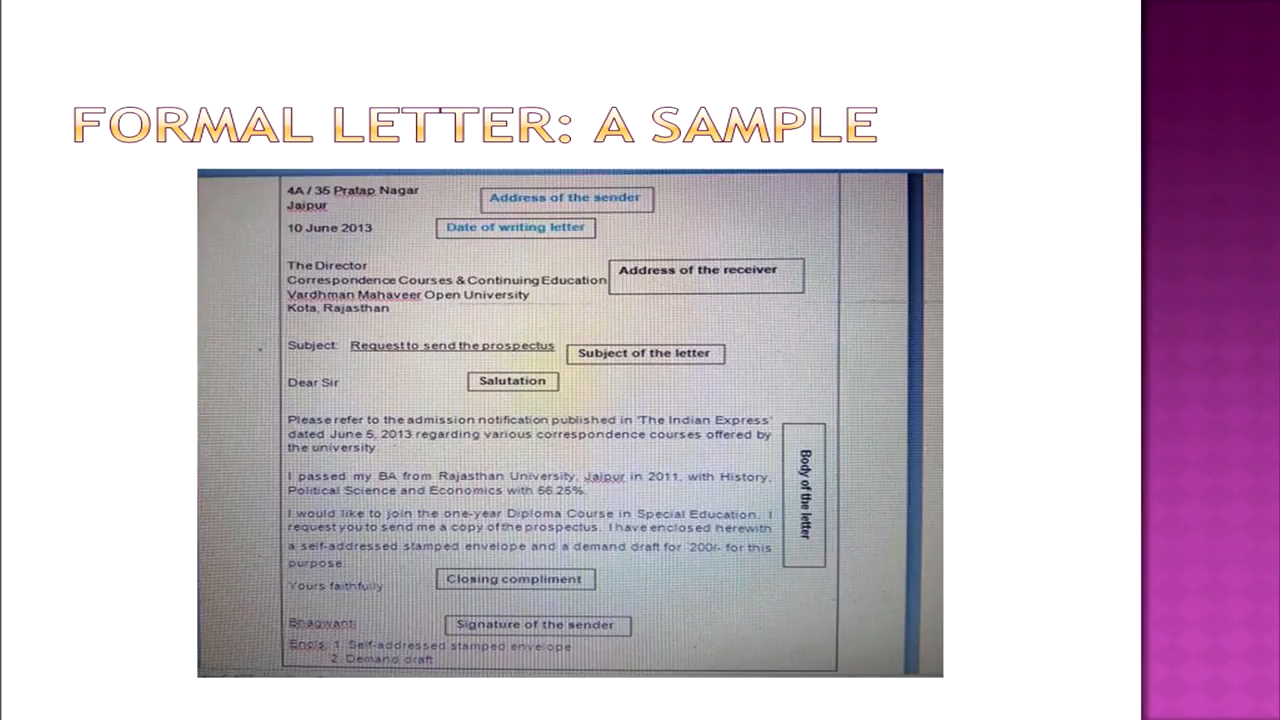 FORMAL LETTER: A SAMPLE
4A / 35 Pratap Nagar
Jaipur
Address of the sender
10 June 2013
Date of writing letter
The Director
Correspondence Courses & Continuing Education
Vardhman Mahaveer Open University
Kota, Rajasthan
Address of the receiver
Subject: Request to send the prospectus
Subject of the letter
Dear Sir
Salutation
Please refer to the admission notification published in 'The Indian Express'
dated June 5, 2013 regarding various correspondence courses offered by
the university.
I passed my BA from Rajasthan University, Jaipur in 2011, with History,
Political Science and Economics with 56.25%.
I would like to join the one-year Diploma Course in Special Education. I
request you to send me a copy of the prospectus. I have enclosed herewith
a self-addressed stamped envelope and a demand draft for `200/- for this
purpose.
Body of the letter
Yours faithfully
Closing compliment
Bhagwanti
Signature of the sender
Encls: 1. Self-addressed stamped envelope
2. Demand draft